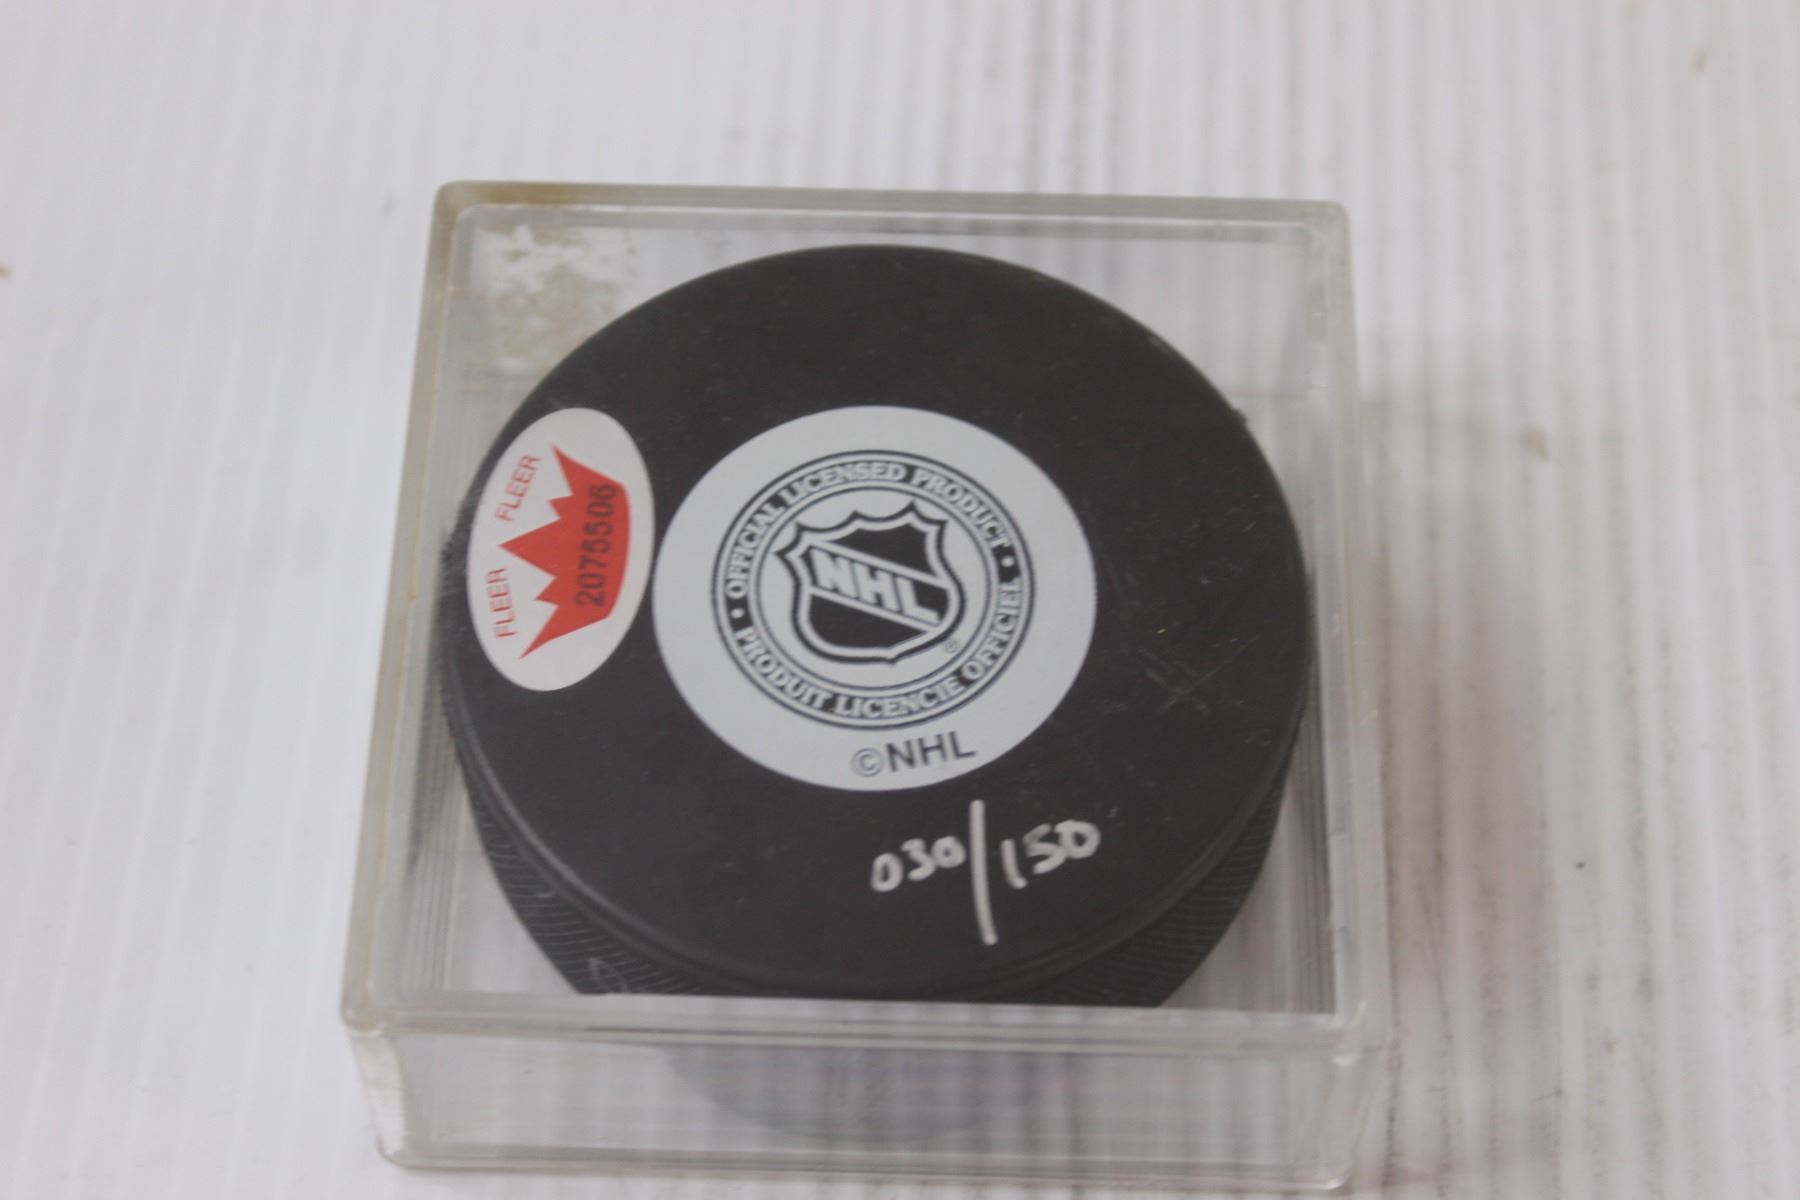 FLEER FLEER
2075506
OFFICIAL LICENSED PRODUCT •
PRODUIT LICENCIE OFFICIEL •
NHL
®
©NHL
030/150